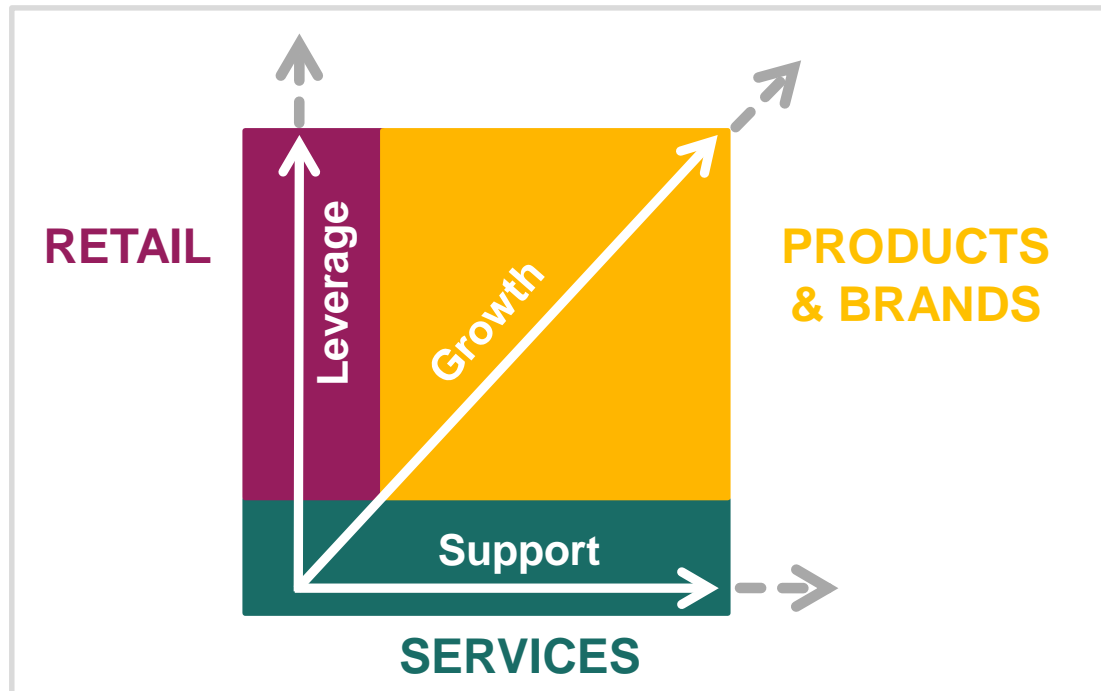 RETAIL
Leverage
Growth
PRODUCTS
& BRANDS
Support
SERVICES